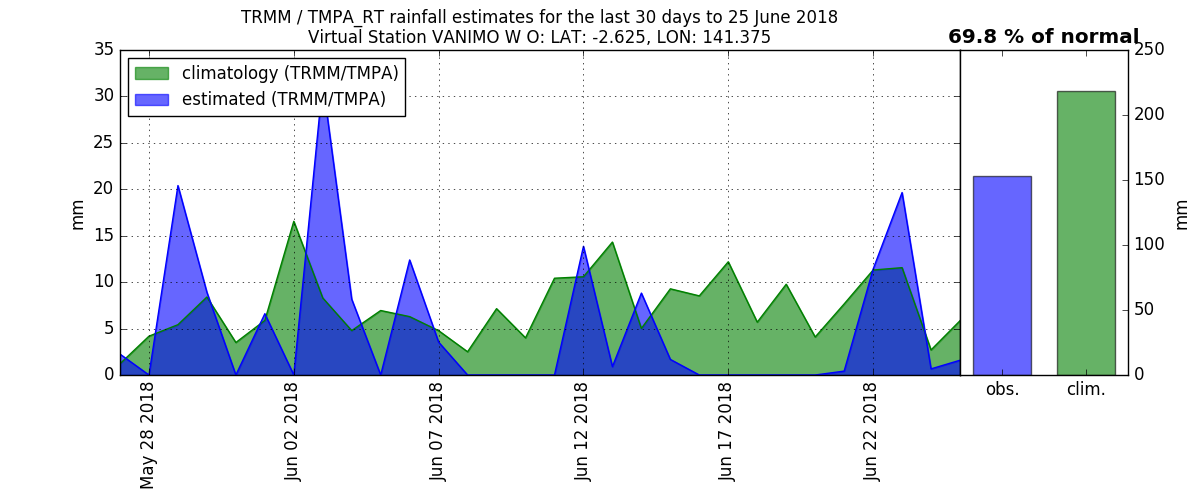 TRMM / TMPA_RT rainfall estimates for the last 30 days to 25 June 2018
Virtual Station VANIMO W O: LAT: -2.625, LON: 141.375
69.8 % of normal
climatology (TRMM/TMPA)
estimated (TRMM/TMPA)
35
30
25
20
15
10
5
0
mm
May 28 2018
Jun 02 2018
Jun 07 2018
Jun 12 2018
Jun 17 2018
Jun 22 2018
250
200
150
100
50
0
mm
obs.
clim.